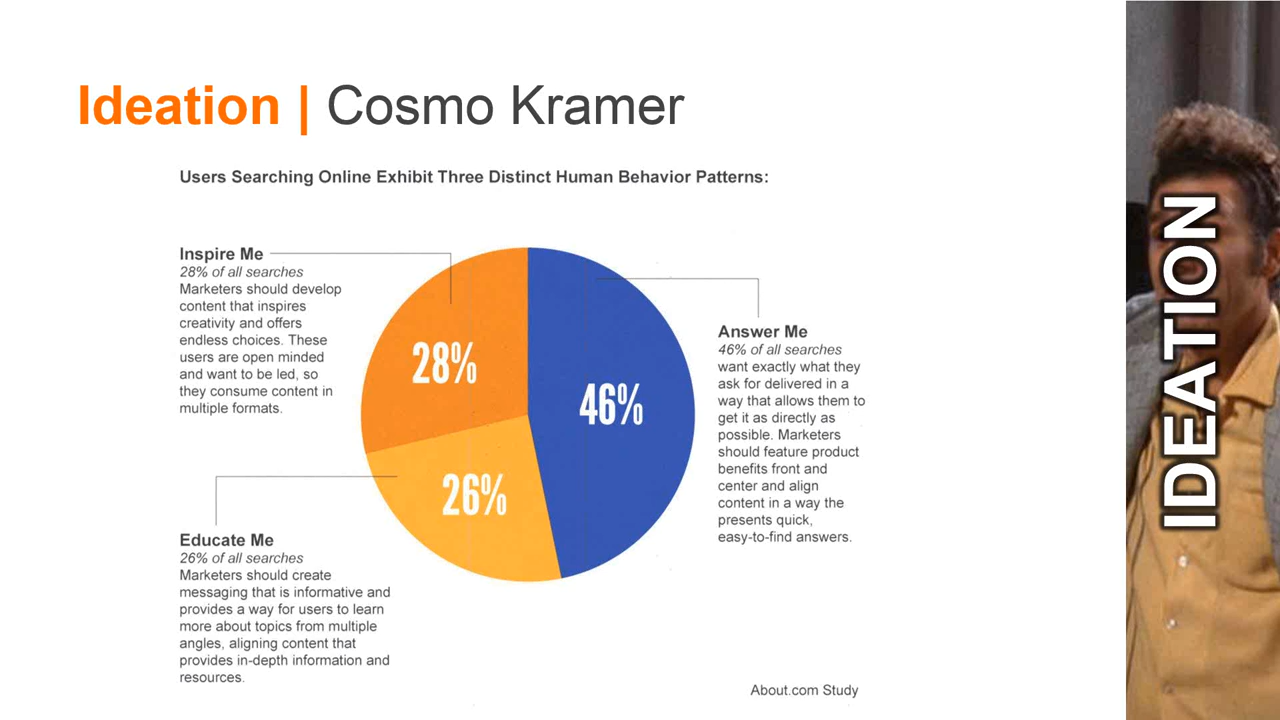 Ideation | Cosmo Kramer
Users Searching Online Exhibit Three Distinct Human Behavior Patterns:
Inspire Me
28% of all searches
Marketers should develop
content that inspires
creativity and offers
endless choices. These
users are open minded
and want to be led, so
they consume content in
multiple formats.
28%
46%
26%
Answer Me
46% of all searches
want exactly what they
ask for delivered in a
way that allows them to
get it as directly as
possible. Marketers
should feature product
benefits front and
center and align
content in a way the
presents quick,
easy-to-find answers.
Educate Me
26% of all searches
Marketers should create
messaging that is informative and
provides a way for users to learn
more about topics from multiple
angles, aligning content that
provides in-depth information and
resources.
About.com Study
IDEATION